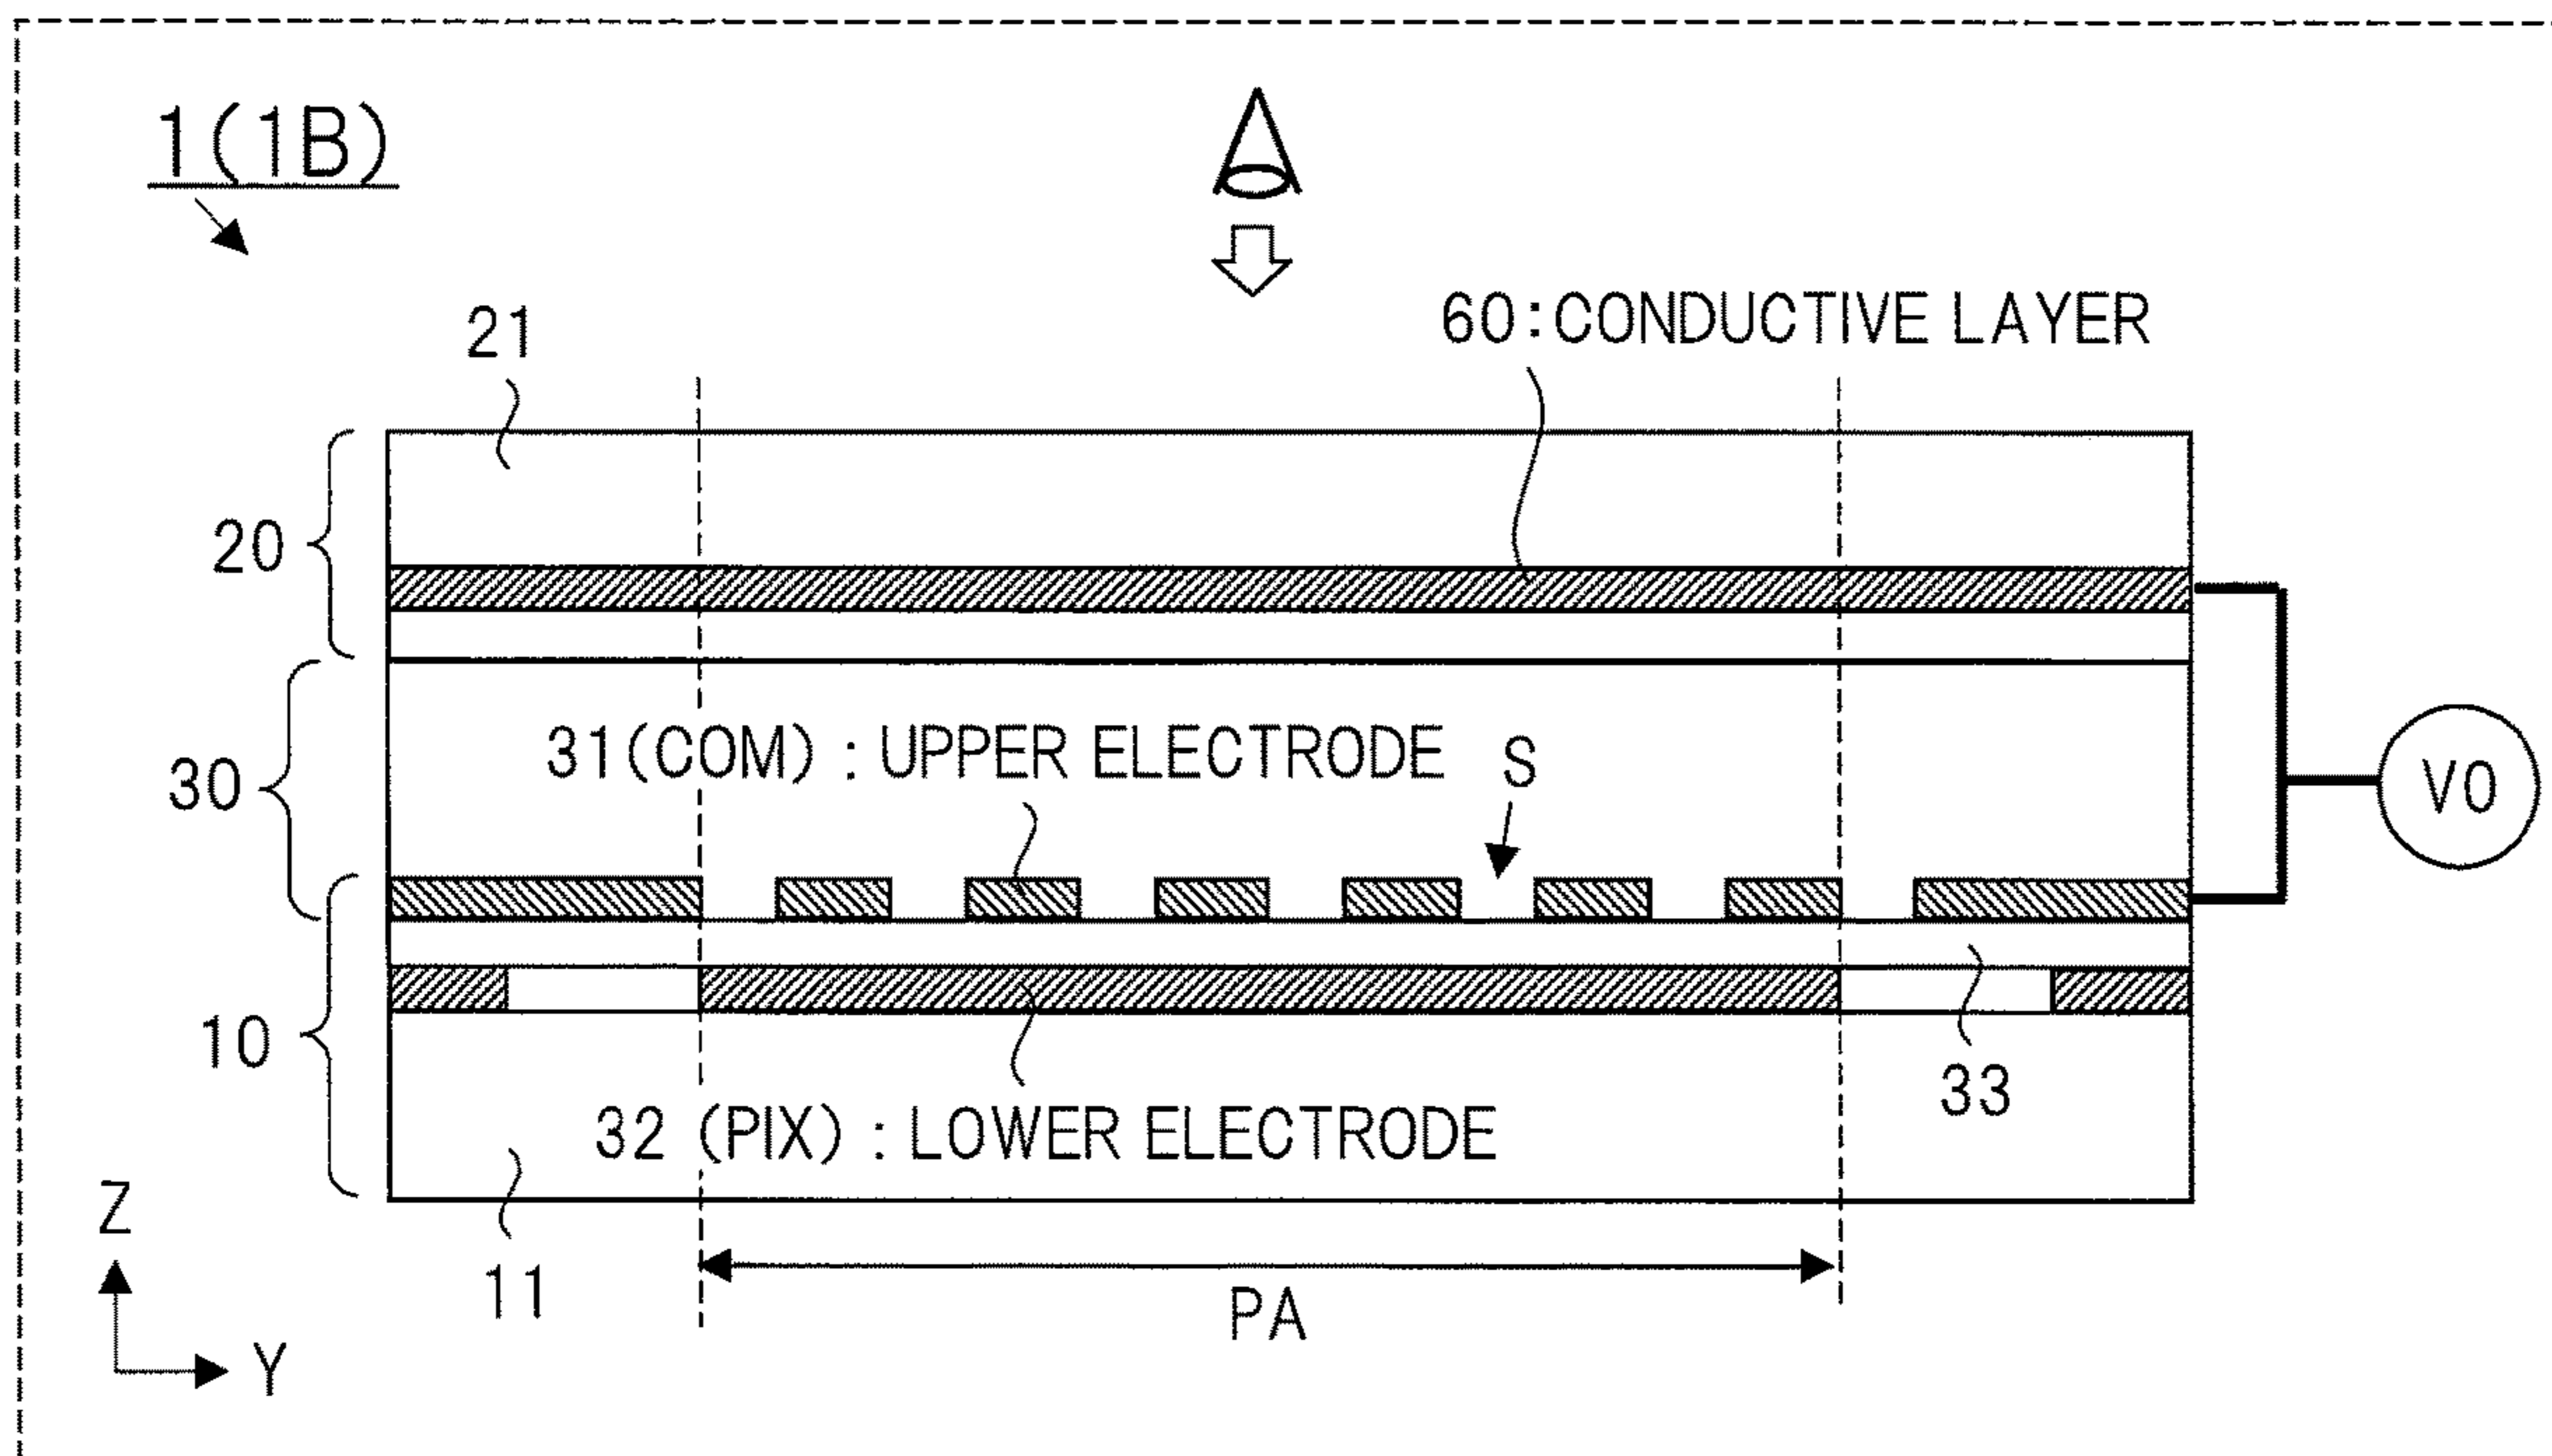 1(1B)
21
60:CONDUCTIVE LAYER
20
31(COM) : UPPER ELECTRODE
S
30
V0
10
33
32 (PIX) : LOWER ELECTRODE
Z
11
PA
Y